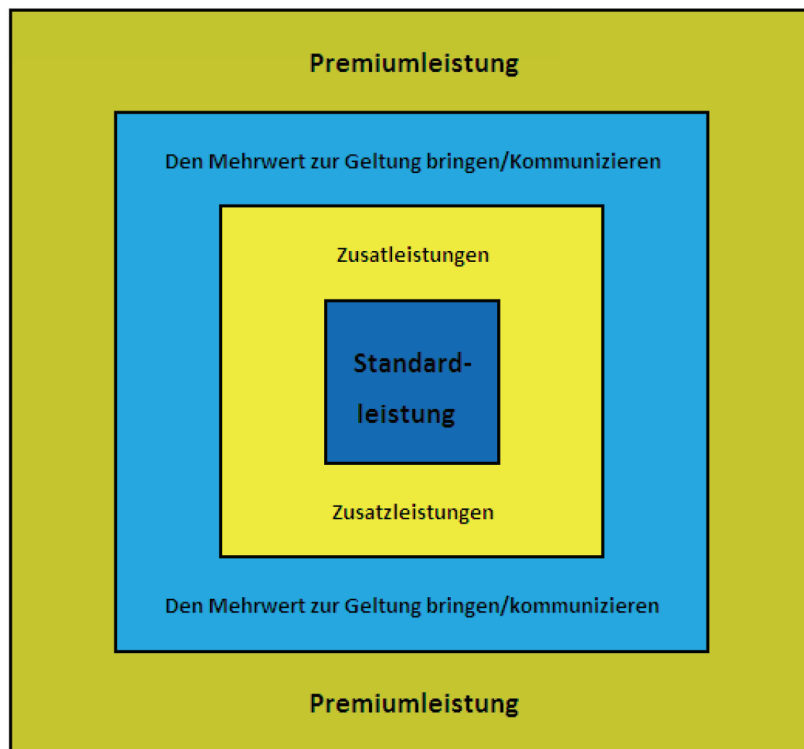 Premiumleistung
Den Mehrwert zur Geltung bringen/Kommunizieren
Zusatleistungen
Standard-
leistung
Zusatzleistungen
Den Mehrwert zur Geltung bringen/kommunizieren
Premiumleistung